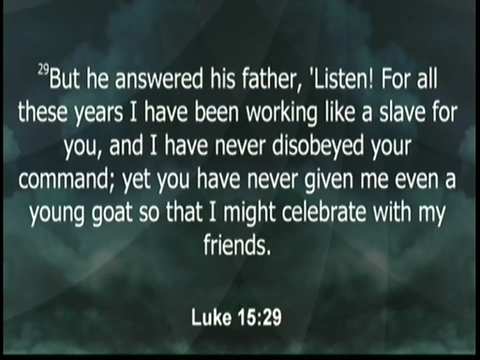 29But he answered his father, 'Listen! For all
these years I have been working like a slave for
you, and I have never disobeyed your
command; yet you have never given me even a
young goat so that I might celebrate with my
friends.
Luke 15:29